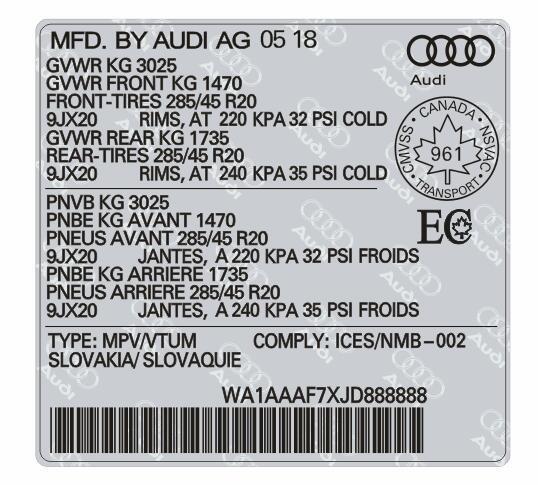 MFD. BY AUDI AG 05 18
GVWR KG 3025
GVWR FRONT KG 1470
FRONT-TIRES 285/45 R20
9JX20 RIMS, AT 220 KPA 32 PSI COLD
GVWR REAR KG 1735
REAR-TIRES 285/45 R20
9JX20 RIMS, AT 240 KPA 35 PSI COLD
Audi
CANADA
CMVSS 961 NSVAC
TRANSPORT
EC
PNVB KG 3025
PNBE KG AVANT 1470
PNEUS AVANT 285/45 R20
9JX20 JANTES, A 220 KPA 32 PSI FROIDS
PNBE KG ARRIERE 1735
PNEUS ARRIERE 285/45 R20
9JX20 JANTES, A 240 KPA 35 PSI FROIDS
TYPE: MPV/VTUM COMPLY: ICES/NMB-002
SLOVAKIA/ SLOVAQUIE
WA1AAAF7XJD888888